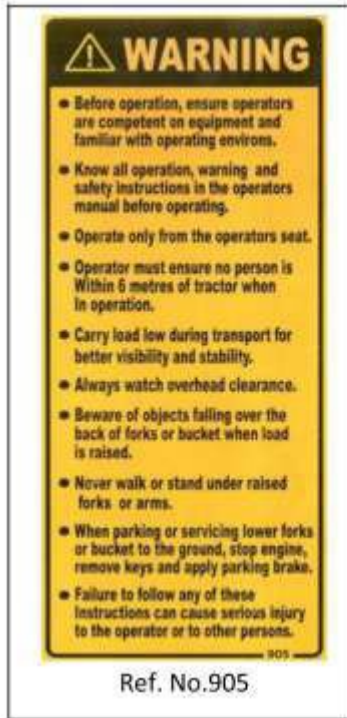 WARNING
● Before operation, ensure operators
are competent on equipment and
familiar with operating environs.
● Know all operation, warning and
safety instructions in the operators
manual before operating.
● Operate only from the operators seat.
● Operator must ensure no person is
Within 6 metres of tractor when
In operation.
● Carry load low during transport for
better visibility and stability.
● Always watch overhead clearance.
● Beware of objects falling over the
back of forks or bucket when load
is raised.
● Never walk or stand under raised
forks or arms.
● When parking or servicing lower forks
or bucket to the ground, stop engine,
remove keys and apply parking brake.
● Failure to follow any of these
Instructions can cause serious injury
to the operator or to other persons.
905
Ref. No.905